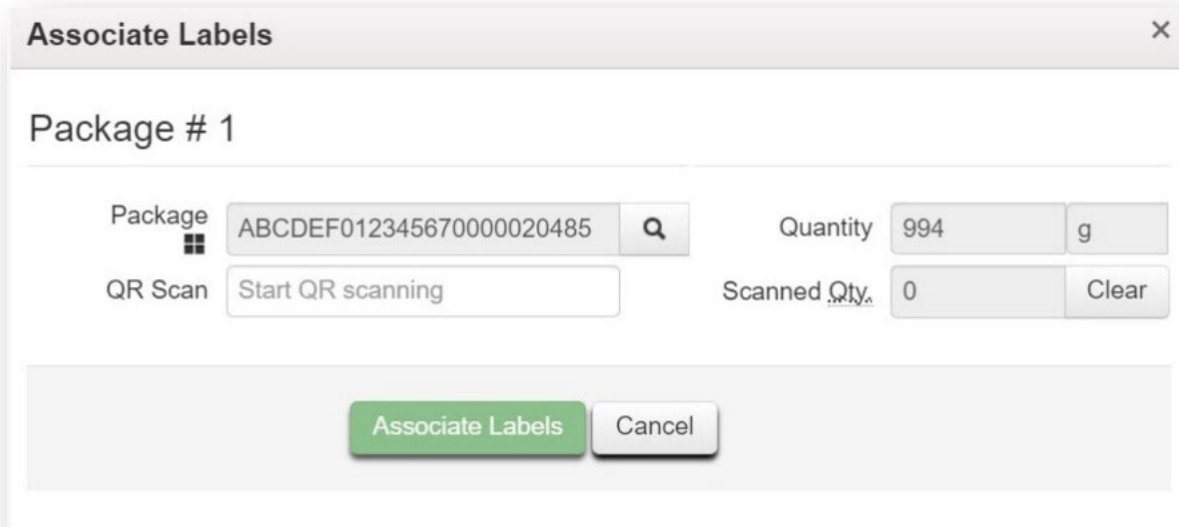 Associate Labels ×
Package # 1
Package ABCDEF012345670000020485 Quantity 994 g
QR Scan Start QR scanning Scanned Qty. 0 Clear
Associate Labels Cancel